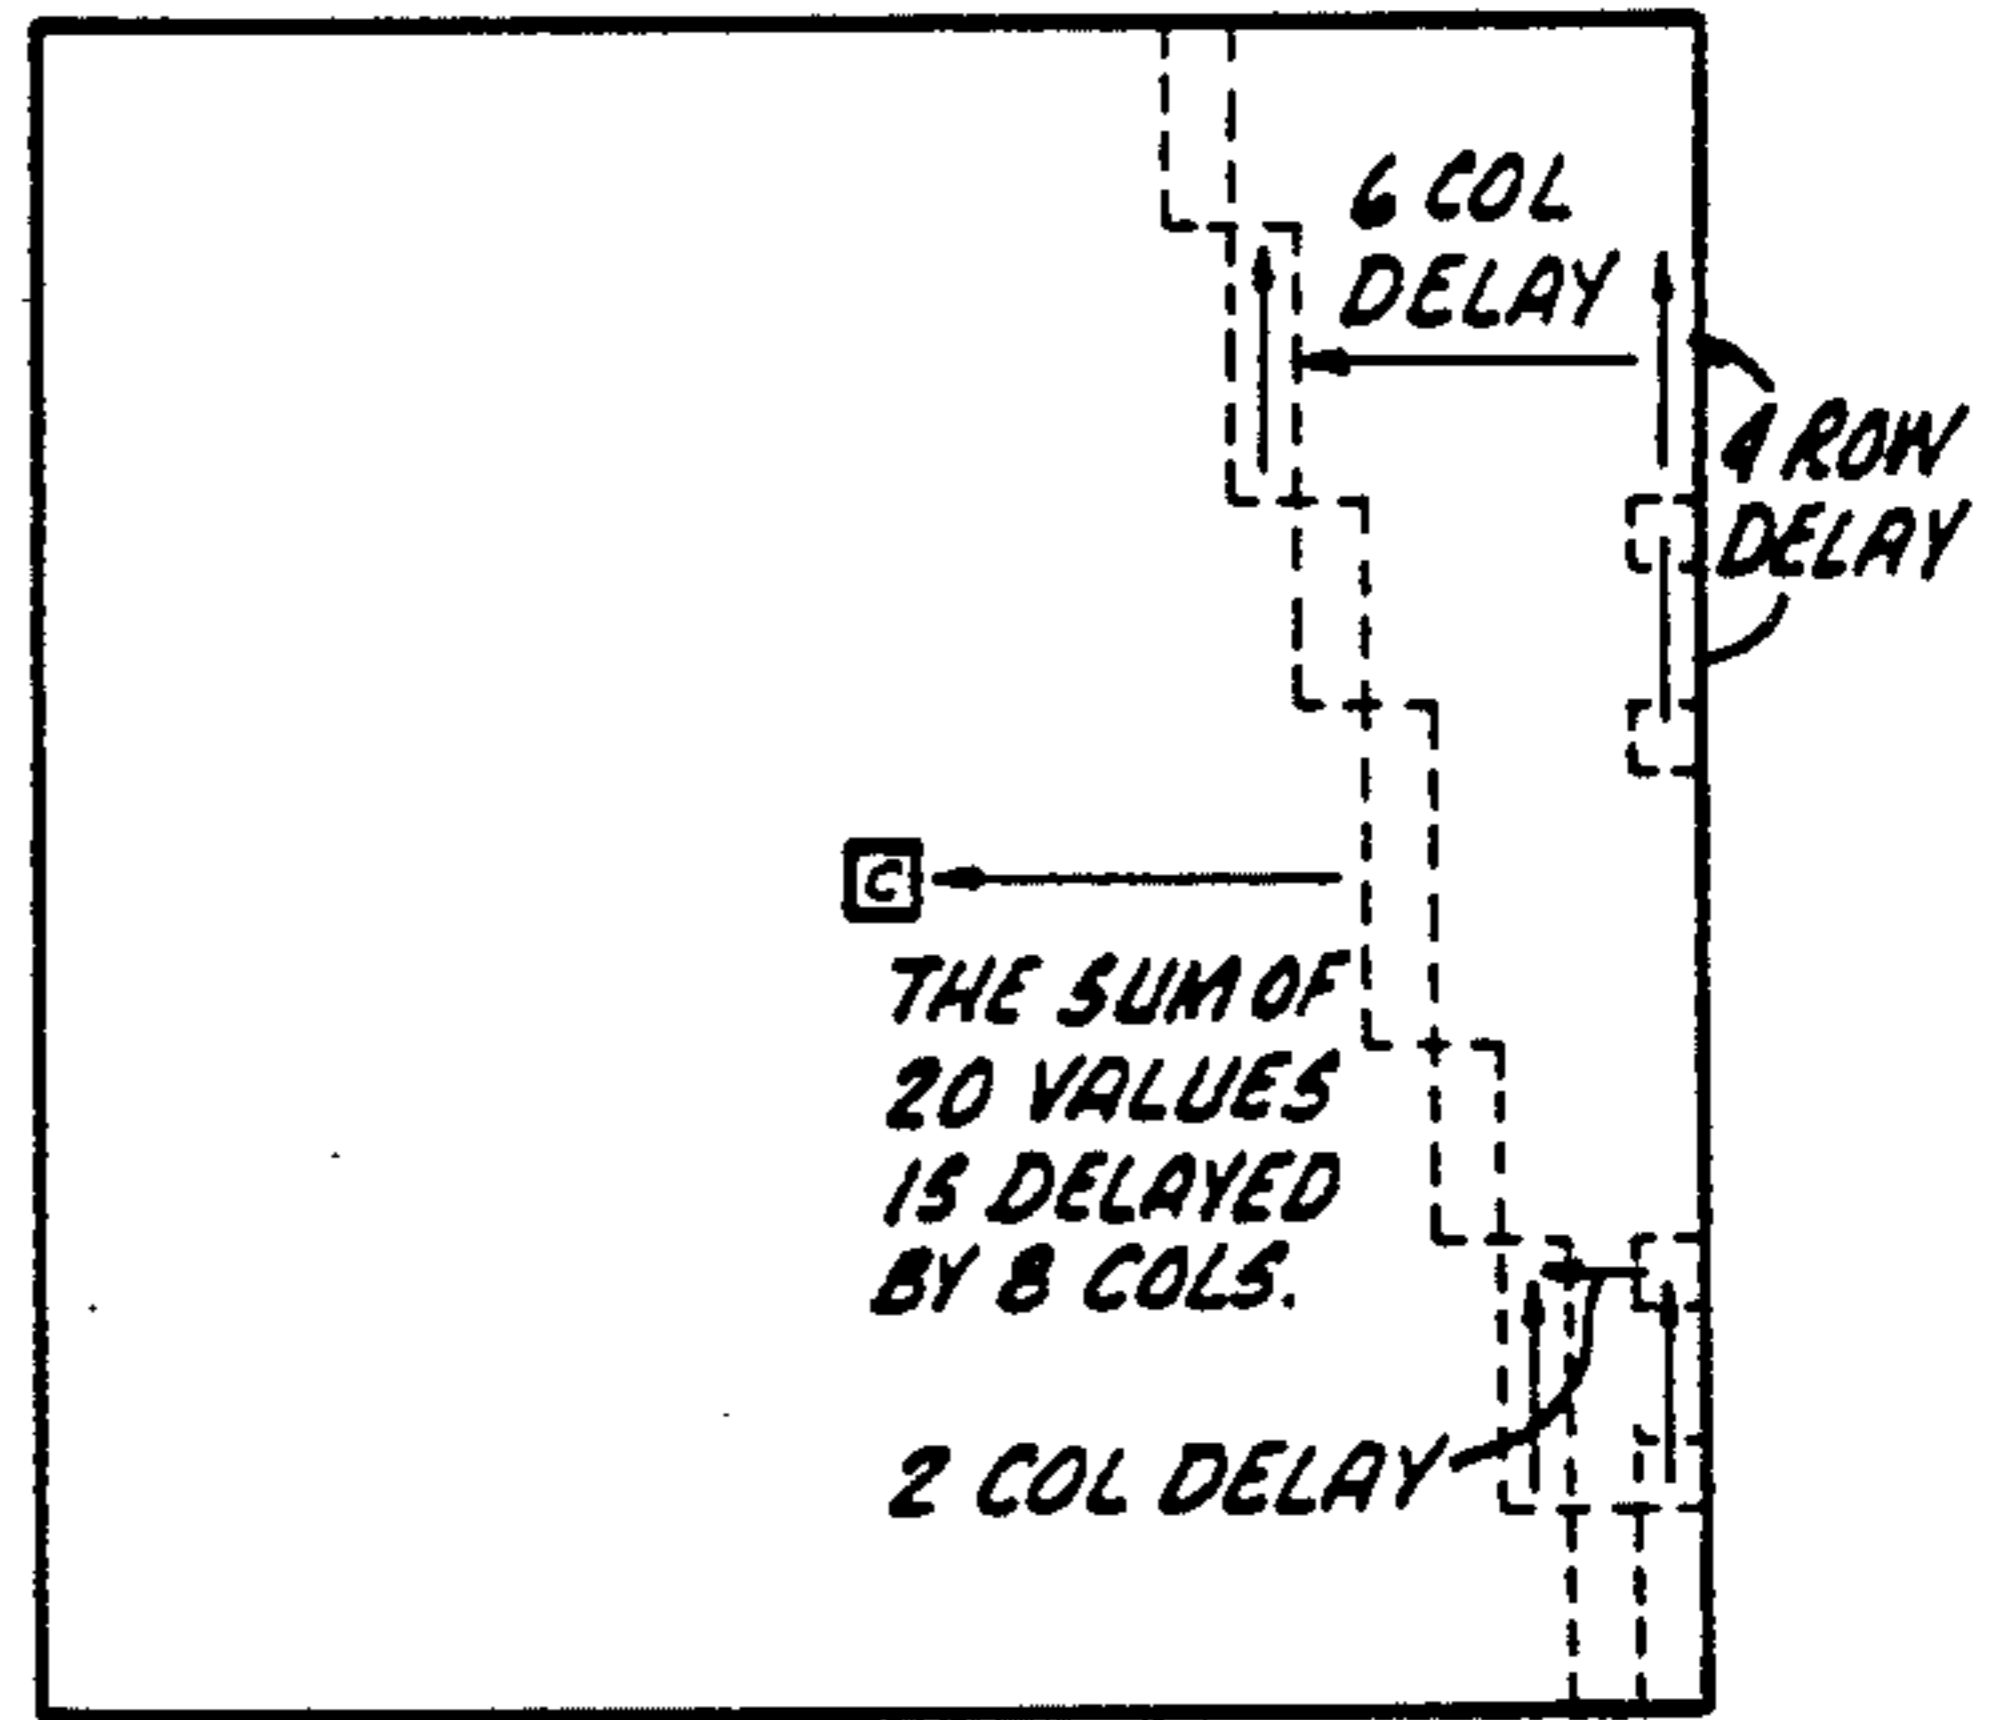 6 COL
DELAY
4 ROW
DELAY
C
THE SUM OF
20 VALUES
IS DELAYED
BY 8 COLS.
2 COL DELAY